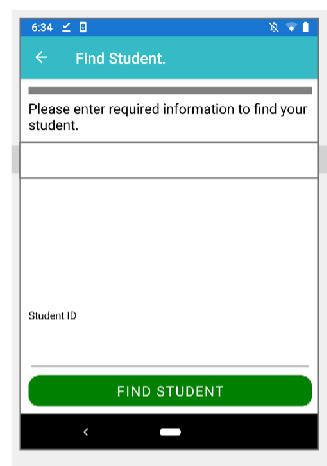 6:34
Find Student.
Please enter required information to find your
student.
Student ID
FIND STUDENT